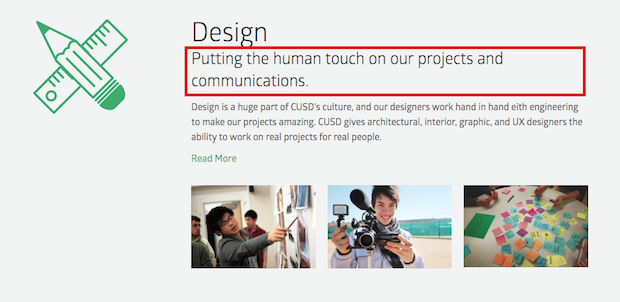 Design
Putting the human touch on our projects and
communications.
Design is a huge part of CUSD's culture, and our designers work hand in hand eith engineering
to make our projects amazing. CUSD gives architectural, interior, graphic, and UX designers the
ability to work on real projects for real people.
Read More